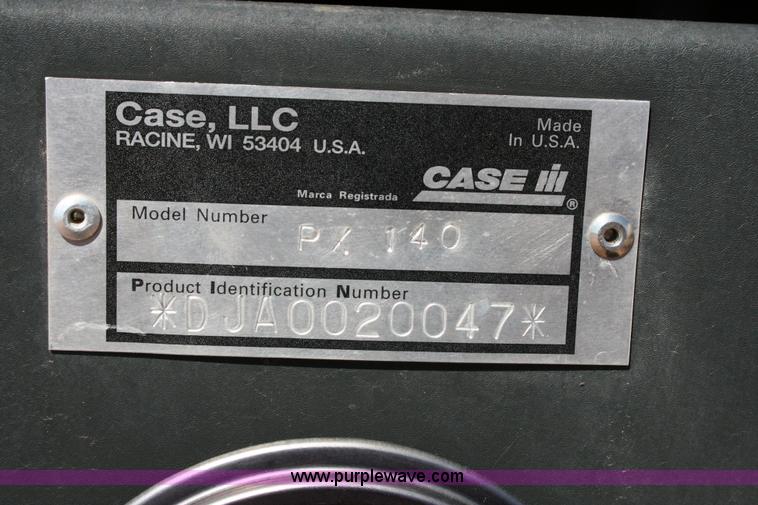 Case, LLC
RACINE, WI 53404 U.S.A.
Made
In U.S.A.
CASE IH
Marca Registrada
®
Model Number
PX 140
Product Identification Number
*DJA0020047*
www.purplewave.com